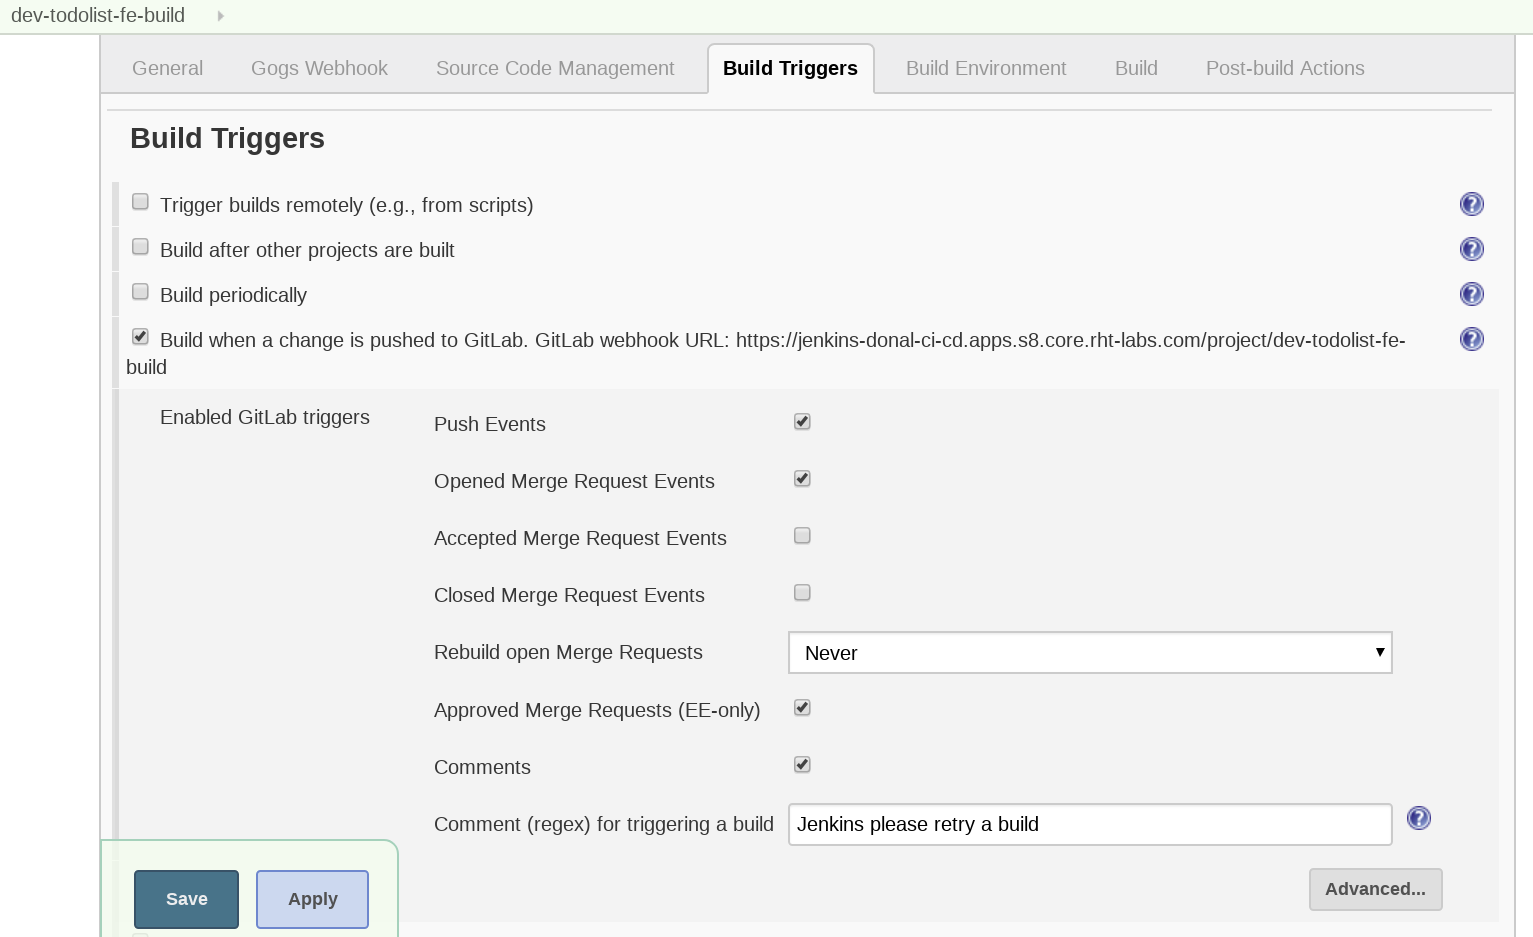 dev-todolist-fe-build
General Gogs Webhook Source Code Management Build Triggers Build Environment Build Post-build Actions
Build Triggers
Trigger builds remotely (e.g., from scripts)
Build after other projects are built
Build periodically
Build when a change is pushed to GitLab. GitLab webhook URL: https://jenkins-donal-ci-cd.apps.s8.core.rht-labs.com/project/dev-todolist-fe-
build
Enabled GitLab triggers
Push Events
Opened Merge Request Events
Accepted Merge Request Events
Closed Merge Request Events
Rebuild open Merge Requests Never
Approved Merge Requests (EE-only)
Comments
Comment (regex) for triggering a build Jenkins please retry a build
Advanced...
Save Apply